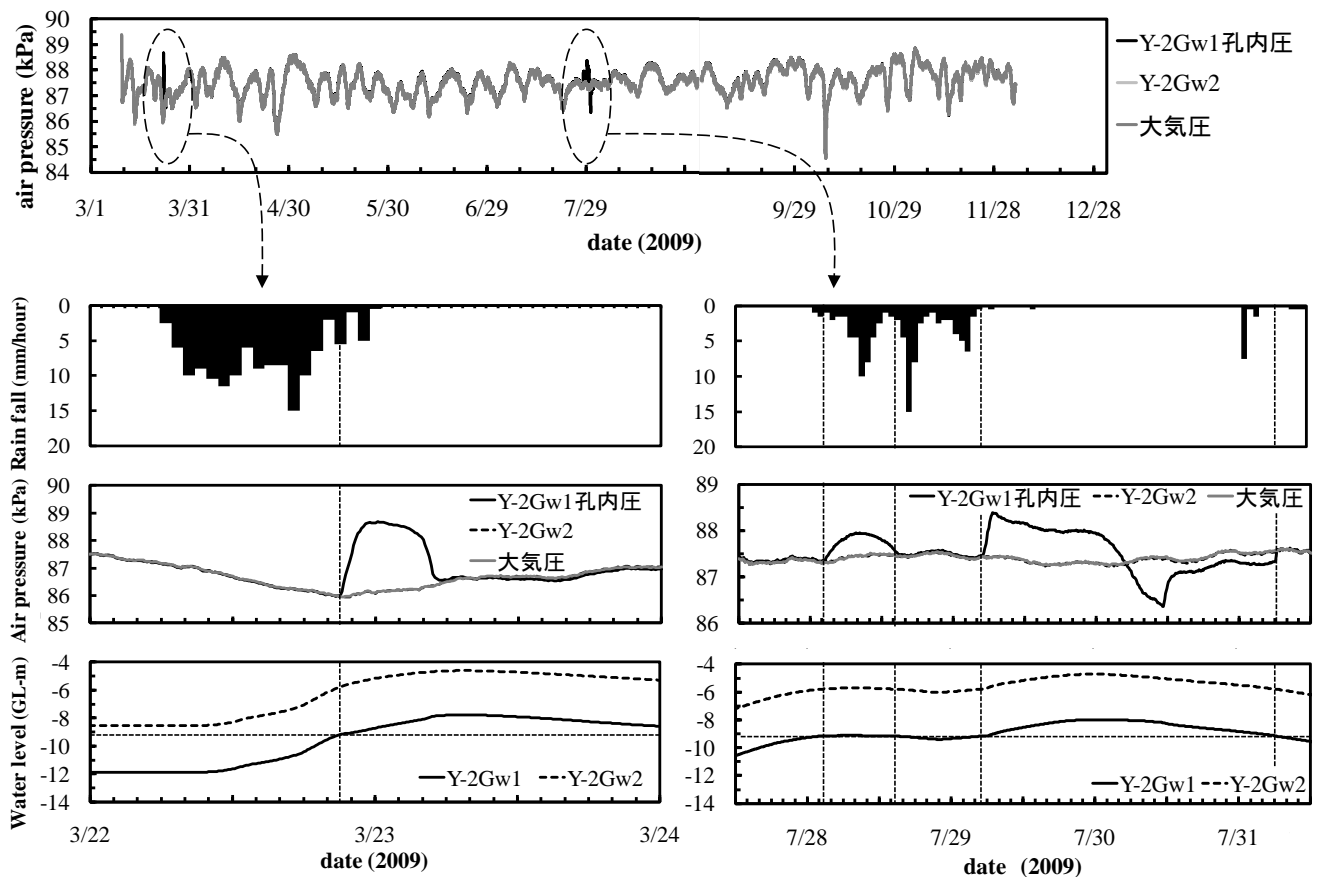 90
89
88
87
86
85
84
air pressure (kPa)
3/1
3/31
4/30
5/30
6/29
7/29
9/29
10/29
11/28
12/28
date (2009)
Y-2Gw1孔内圧
Y-2Gw2
大気圧
0
5
10
15
20
Rain fall (mm/hour)
0
5
10
15
20
90
89
88
87
86
85
Air pressure (kPa)
Y-2Gw1孔内圧
Y-2Gw2
大気圧
89
88
87
86
Y-2Gw1孔内圧
Y-2Gw2
大気圧
-4
-6
-8
-10
-12
-14
Water level (GL-m)
Y-2Gw1
Y-2Gw2
3/22
3/23
3/24
date (2009)
-4
-6
-8
-10
-12
-14
Y-2Gw1
Y-2Gw2
7/28
7/29
7/30
7/31
date (2009)